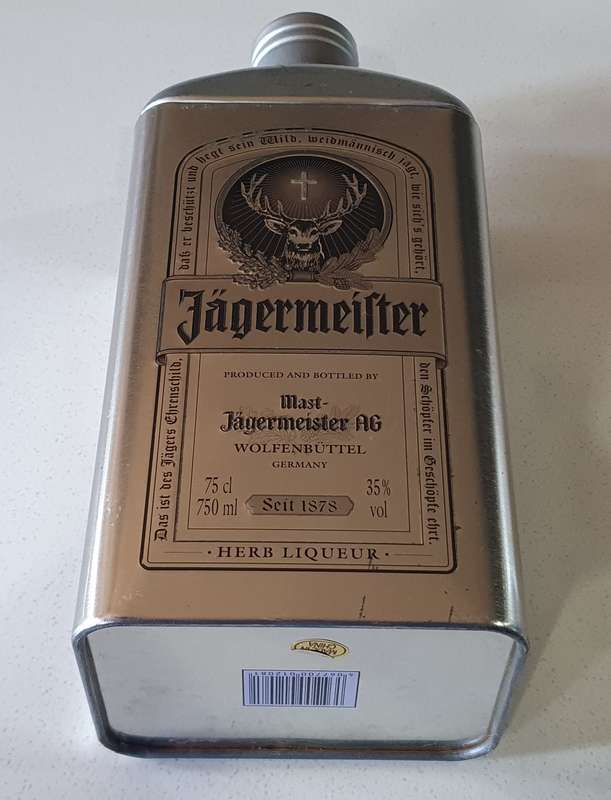 Das ist des Jägers Ehrenschild,
daß er beschützt und hegt sein Wild, weidmännisch jagt, wie sich's gehört,
den Schöpfer im Geschöpfe ehrt.
Jägermeiſter
PRODUCED AND BOTTLED BY
Mast-
Jägermeister AG
WOLFENBÜTTEL
GERMANY
75 cl
750 ml
Seit 1878
35%
vol
· HERB LIQUEUR ·
CHINA